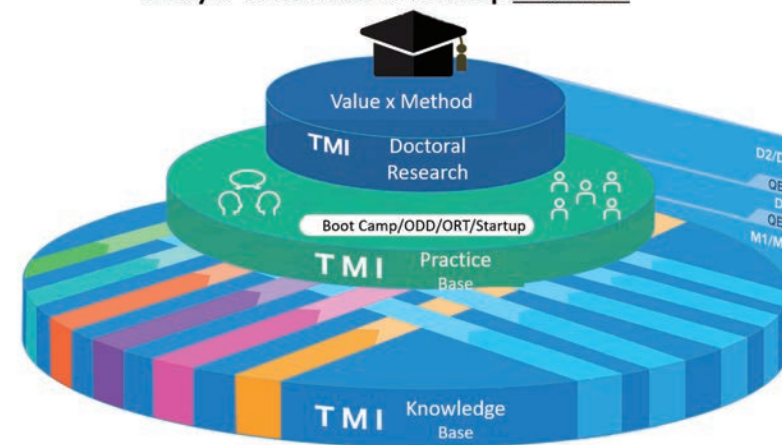 Value x Method
TMI Doctoral
Research
D2/D
QE
D
QE
M1/M
Boot Camp/ODD/ORT/Startup
TMI Practice
Base
TMI Knowledge
Base